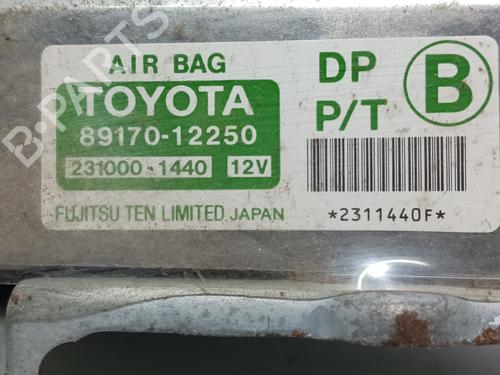 AIR BAG
TOYOTA
89170-12250
231000-1440 12V
FUJITSU TEN LIMITED JAPAN
DP
P/T
B
*2311440F*
B-PARTS